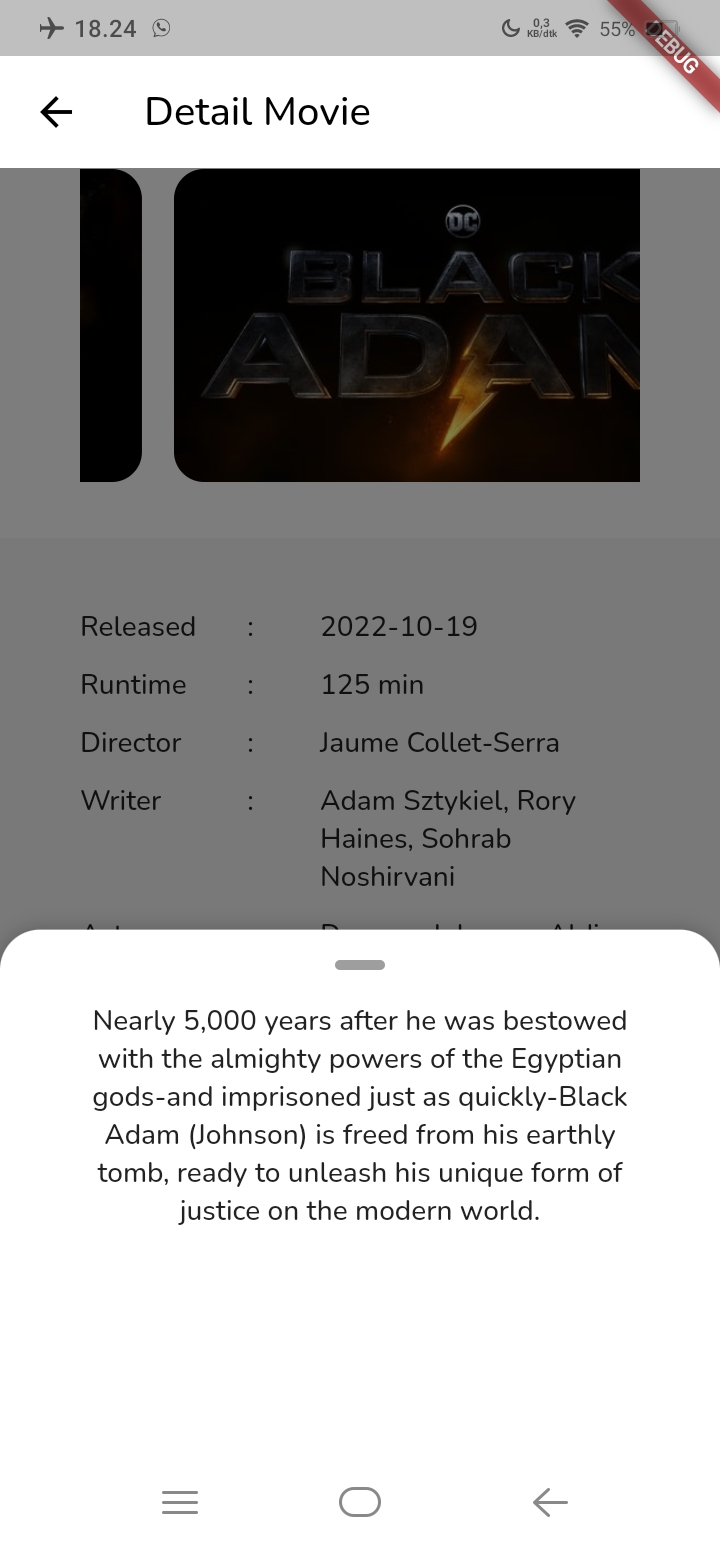 18.24
0,3
KB/dtk
55%
DEBUG
Detail Movie
DC
BLACK
ADAM
Released : 2022-10-19
Runtime : 125 min
Director : Jaume Collet-Serra
Writer : Adam Sztykiel, Rory
Haines, Sohrab
Noshirvani
Nearly 5,000 years after he was bestowed
with the almighty powers of the Egyptian
gods-and imprisoned just as quickly-Black
Adam (Johnson) is freed from his earthly
tomb, ready to unleash his unique form of
justice on the modern world.